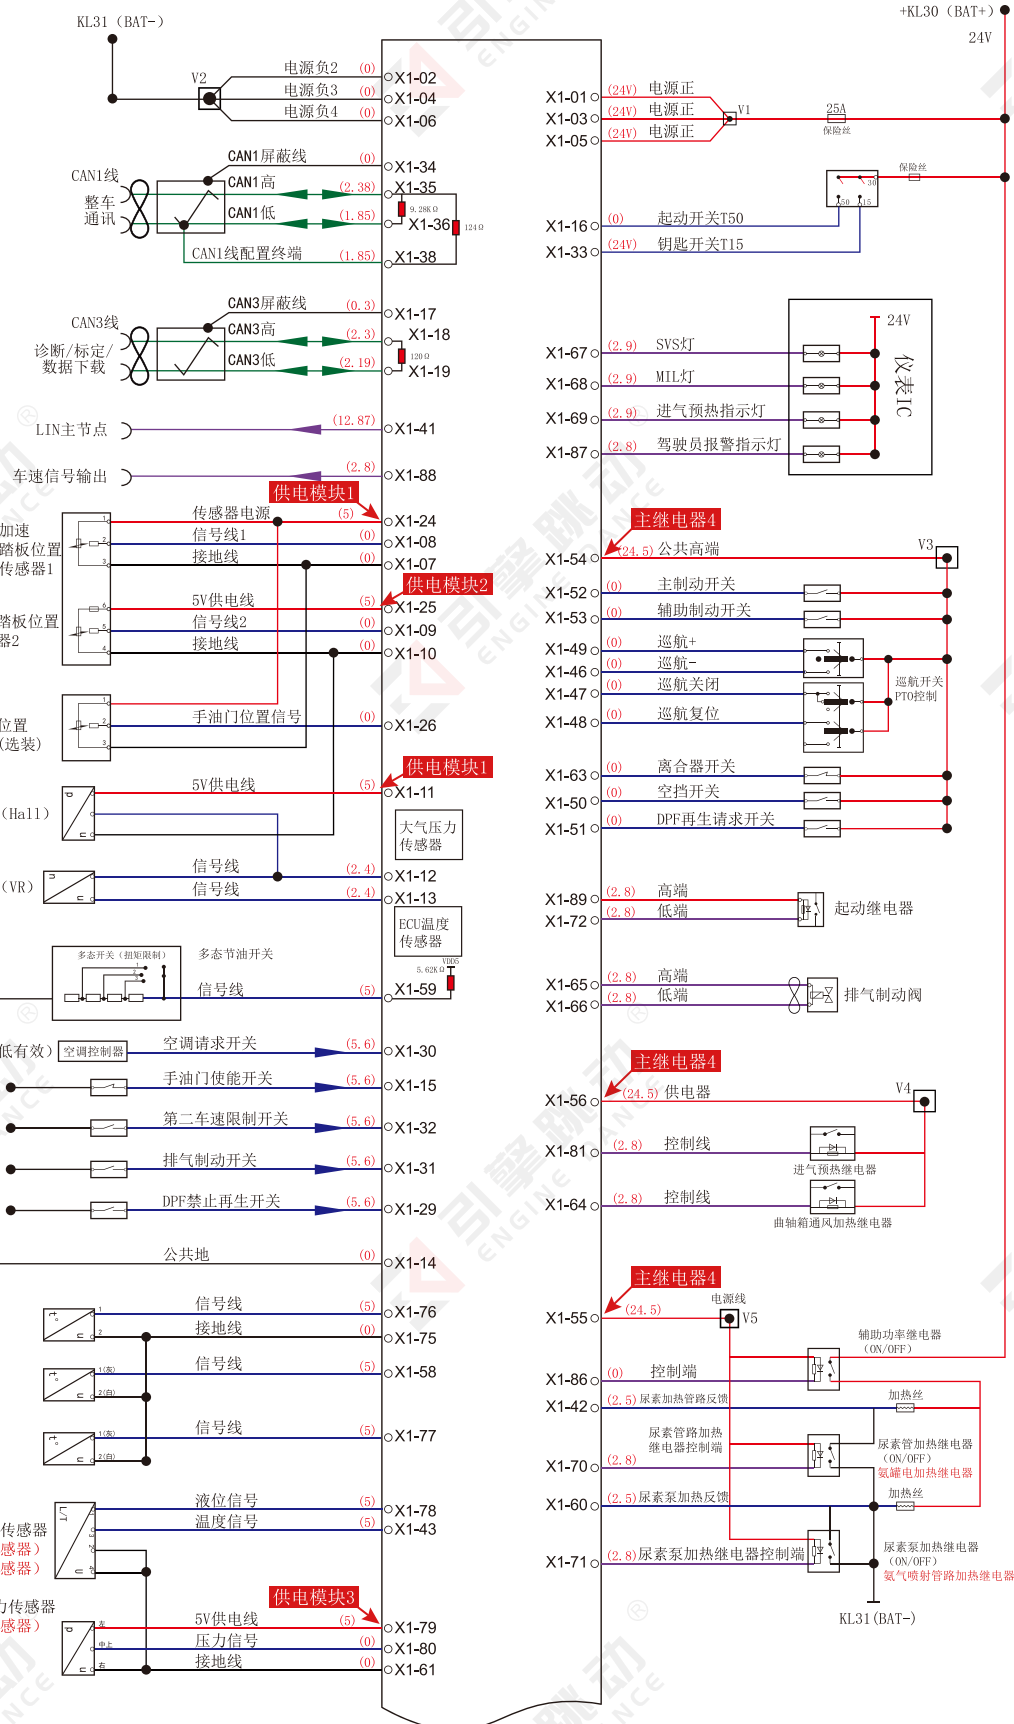 KL31（BAT-）
V2
电源负2 (0) X1-02
电源负3 (0) X1-04
电源负4 (0) X1-06
CAN1屏蔽线 (0) X1-34
CAN1线
整车
通讯
CAN1高 (2.38) X1-35
9.28KΩ
124Ω
CAN1低 (1.85) X1-36
CAN1线配置终端 (1.85) X1-38
CAN3屏蔽线 (0.3) X1-17
CAN3线
诊断/标定/
数据下载
CAN3高 (2.3) X1-18
120Ω
CAN3低 (2.19) X1-19
LIN主节点 (12.87) X1-41
车速信号输出 (2.8) X1-88
供电模块1
加速
踏板位置
传感器1
1 传感器电源 (5) X1-24
2 信号线1 (0) X1-08
3 接地线 (0) X1-07
供电模块2
踏板位置
器2
6 5V供电线 (5) X1-25
5 信号线2 (0) X1-09
4 接地线 (0) X1-10
位置
(选装)
1
2 手油门位置信号 (0) X1-26
3
供电模块1
（Hall）
p
u
5V供电线 (5) X1-11
大气压力
传感器
（VR）
n
u
信号线 (2.4) X1-12
信号线 (2.4) X1-13
ECU温度
传感器
VDD5
5.62KΩ
多态开关（扭矩限制）
1
2
3
多态节油开关
信号线 (5) X1-59
低有效） 空调控制器 空调请求开关 (5.6) X1-30
手油门使能开关 (5.6) X1-15
第二车速限制开关 (5.6) X1-32
排气制动开关 (5.6) X1-31
DPF禁止再生开关 (5.6) X1-29
公共地 (0) X1-14
t° u 1 信号线 (5) X1-76
2 接地线 (0) X1-75
t° u 1(灰) 信号线 (5) X1-58
2(白)
t° u 1(灰) 信号线 (5) X1-77
2(白)
传感器
感器）
感器）
L/T
u
1 液位信号 (5) X1-78
3 温度信号 (5) X1-43
2
4
供电模块3
力传感器
感器）
p
u
左 5V供电线 (5) X1-79
中上 压力信号 (0) X1-80
右 接地线 (0) X1-61
+KL30（BAT+）
24V
X1-01 (24V) 电源正
X1-03 (24V) 电源正 V1 25A
保险丝
X1-05 (24V) 电源正
保险丝
30
50 15
X1-16 (0) 起动开关T50
X1-33 (24V) 钥匙开关T15
24V
仪表IC
X1-67 (2.9) SVS灯
X1-68 (2.9) MIL灯
X1-69 (2.9) 进气预热指示灯
X1-87 (2.8) 驾驶员报警指示灯
主继电器4
X1-54 (24.5) 公共高端 V3
X1-52 (0) 主制动开关
X1-53 (0) 辅助制动开关
X1-49 (0) 巡航+
X1-46 (0) 巡航-
X1-47 (0) 巡航关闭
巡航开关
PTO控制
X1-48 (0) 巡航复位
X1-63 (0) 离合器开关
X1-50 (0) 空挡开关
X1-51 (0) DPF再生请求开关
X1-89 (2.8) 高端
X1-72 (2.8) 低端
起动继电器
X1-65 (2.8) 高端
X1-66 (2.8) 低端
排气制动阀
主继电器4
X1-56 (24.5) 供电器 V4
X1-81 (2.8) 控制线
进气预热继电器
X1-64 (2.8) 控制线
曲轴箱通风加热继电器
主继电器4
电源线
X1-55 (24.5) V5
辅助功率继电器
（ON/OFF）
X1-86 (0) 控制端
X1-42 (2.5) 尿素加热管路反馈 加热丝
尿素管路加热
继电器控制端
尿素管加热继电器
（ON/OFF）
氨罐电加热继电器
X1-70 (2.8)
X1-60 (2.5) 尿素泵加热反馈 加热丝
X1-71 (2.8) 尿素泵加热继电器控制端
尿素泵加热继电器
（ON/OFF）
氨气喷射管路加热继电器
KL31(BAT-)
引擎跳动
ENGINE DANCE
®